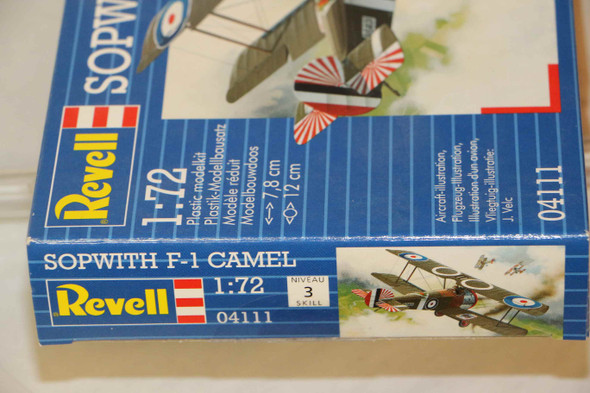 SOPW
Revell
1:72
Plastic modelkit
Plastik-Modellbausatz
Modèle réduit
Modelbouwdoos
7,8 cm
12 cm
Aircraft-illustration,
Flugzeug-Illustration,
Illustration d'un avion,
Vliegtuig-illustratie:
J. Velc
04111
SOPWITH F-1 CAMEL
Revell
1:72
04111
NIVEAU
3
SKILL